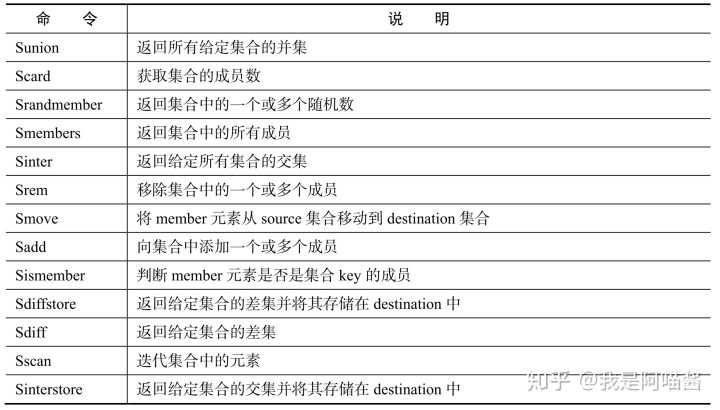 命 令 说 明
Sunion 返回所有给定集合的并集
Scard 获取集合的成员数
Srandmember 返回集合中的一个或多个随机数
Smembers 返回集合中的所有成员
Sinter 返回给定所有集合的交集
Srem 移除集合中的一个或多个成员
Smove 将 member 元素从 source 集合移动到 destination 集合
Sadd 向集合中添加一个或多个成员
Sismember 判断 member 元素是否是集合 key 的成员
Sdiffstore 返回给定集合的差集并将其存储在 destination 中
Sdiff 返回给定集合的差集
Sscan 迭代集合中的元素
Sinterstore 返回给定集合的交集并将其存储在 destination 中
知乎 @我是阿喵酱